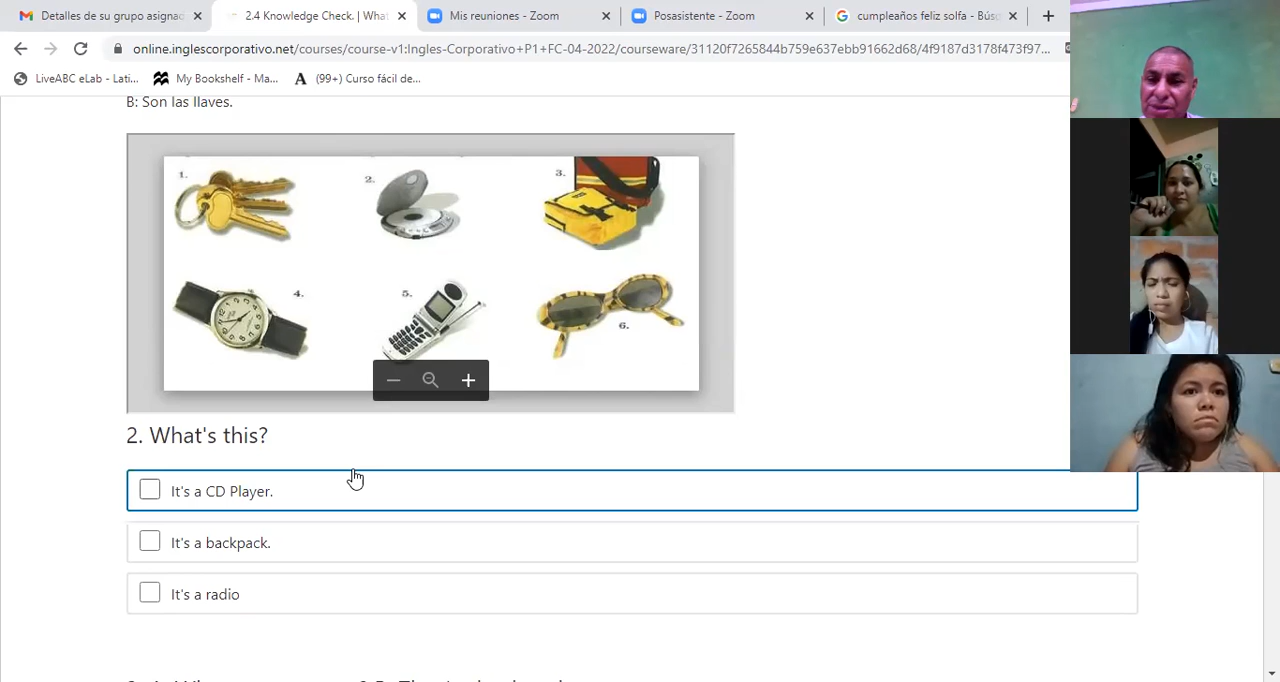 Detalles de su grupo asignad
2.4 Knowledge Check. | What
Mis reuniones - Zoom
Posasistente - Zoom
cumpleaños feliz solfa - Búsq
online.inglescorporativo.net/courses/course-v1:Ingles-Corporativo+P1+FC-04-2022/courseware/31120f7265844b759e637ebb91662d68/4f9187d3178f473f97...
LiveABC eLab - Lati...
My Bookshelf - Ma...
(99+) Curso fácil de...
B: Son las llaves.
1.
2.
3.
4.
5.
6.
2. What's this?
It's a CD Player.
It's a backpack.
It's a radio